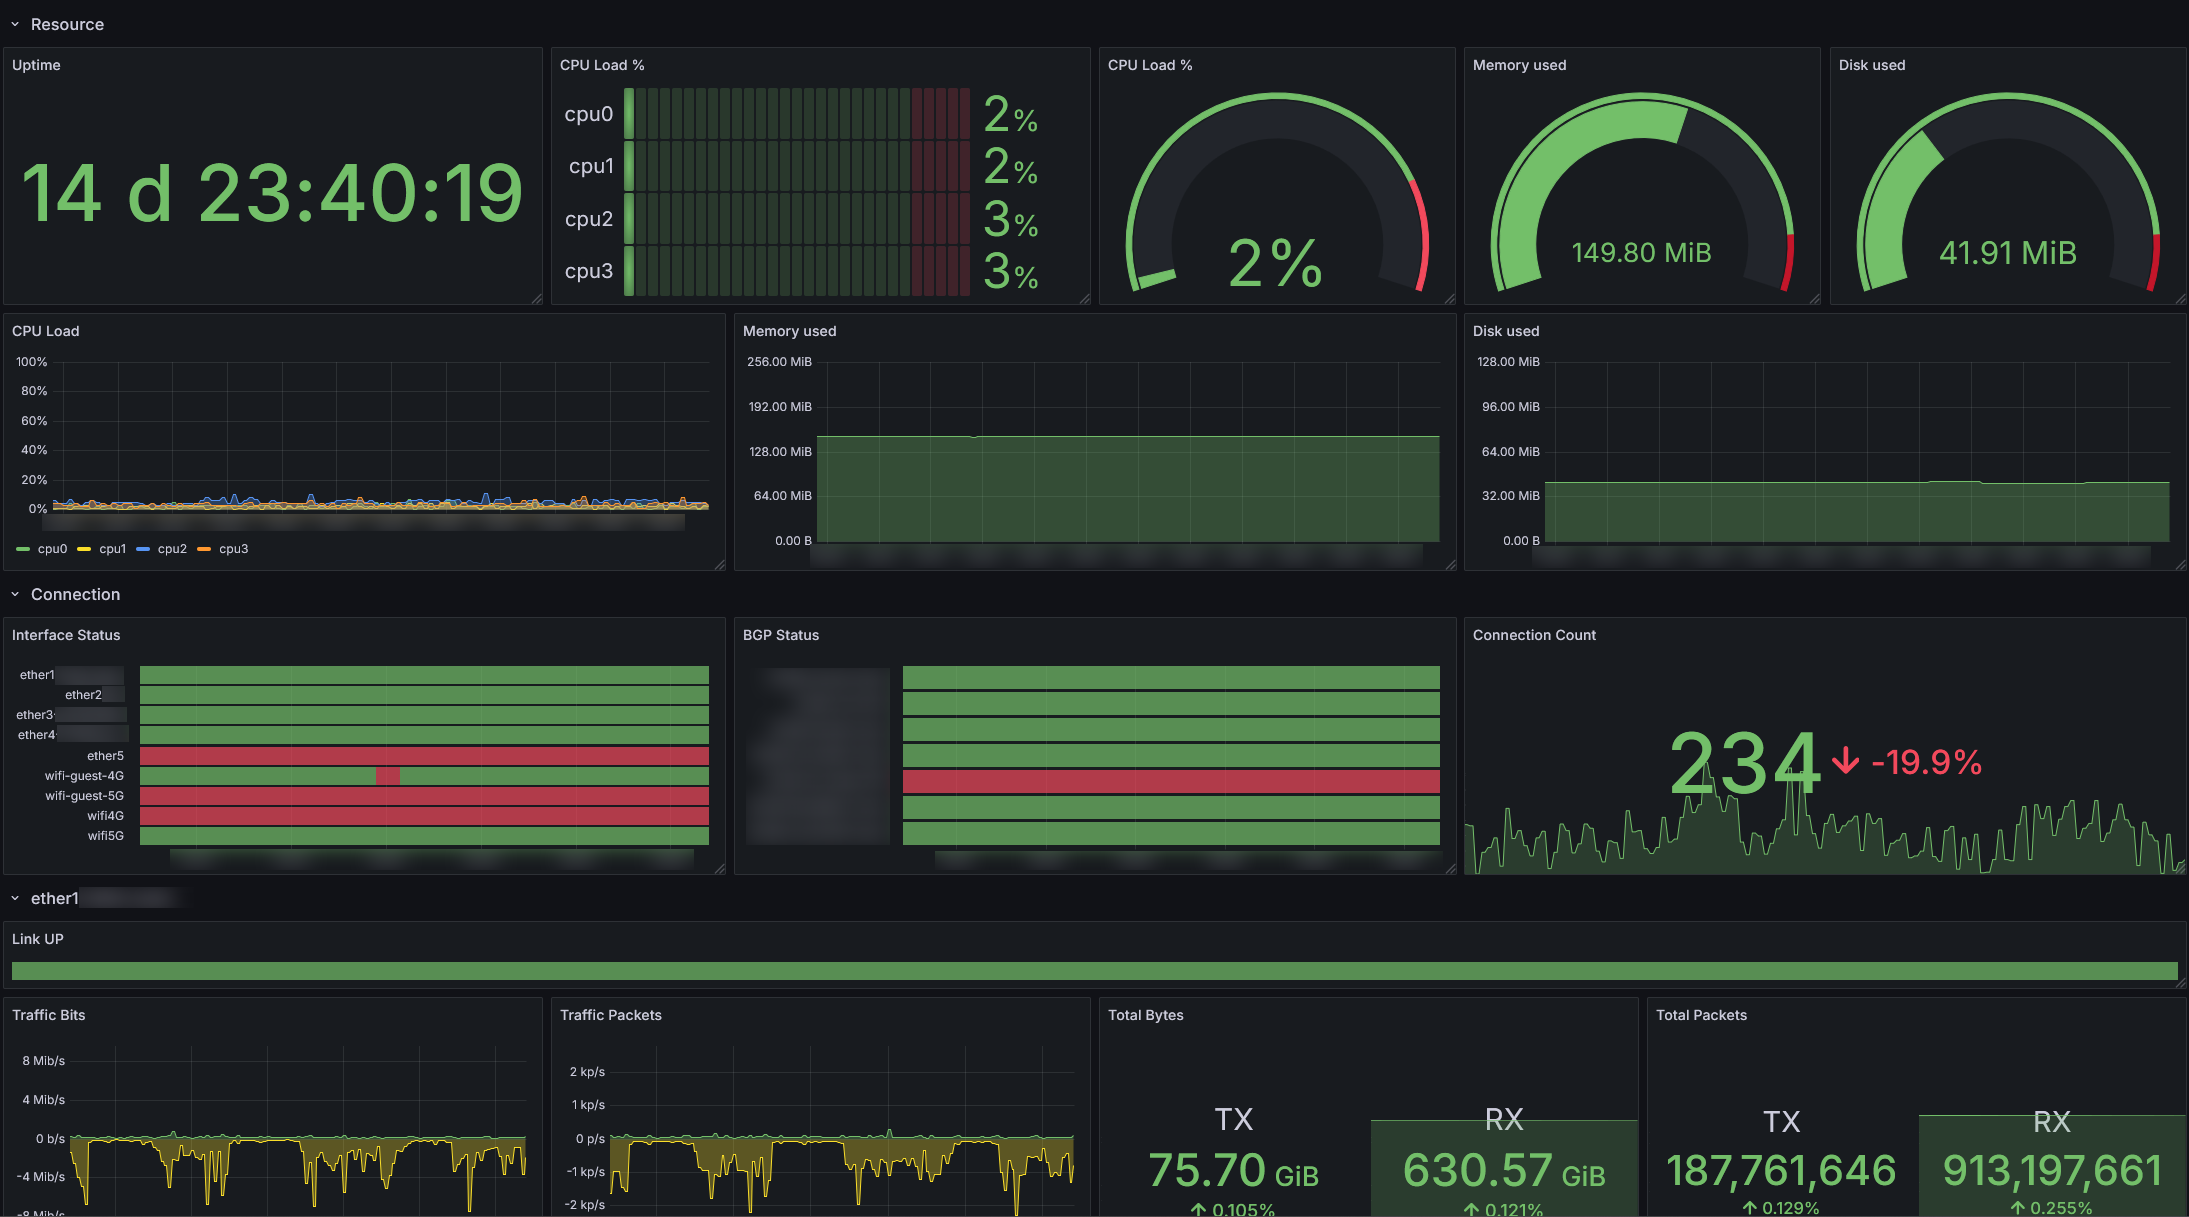 Resource
Uptime
14 d 23:40:19
CPU Load %
cpu0 2%
cpu1 2%
cpu2 3%
cpu3 3%
CPU Load %
2%
Memory used
149.80 MiB
Disk used
41.91 MiB
CPU Load
100%
80%
60%
40%
20%
0%
cpu0 cpu1 cpu2 cpu3
Memory used
256.00 MiB
192.00 MiB
128.00 MiB
64.00 MiB
0.00 B
Disk used
128.00 MiB
96.00 MiB
64.00 MiB
32.00 MiB
0.00 B
Connection
Interface Status
ether1
ether2
ether3-
ether4-
ether5
wifi-guest-4G
wifi-guest-5G
wifi4G
wifi5G
BGP Status
Connection Count
234 -19.9%
ether1
Link UP
Traffic Bits
8 Mib/s
4 Mib/s
0 b/s
-4 Mib/s
-8 Mib/s
Traffic Packets
2 kp/s
1 kp/s
0 p/s
-1 kp/s
-2 kp/s
Total Bytes
TX
75.70 GiB
0.105%
RX
630.57 GiB
0.121%
Total Packets
TX
187,761,646
0.129%
RX
913,197,661
0.255%